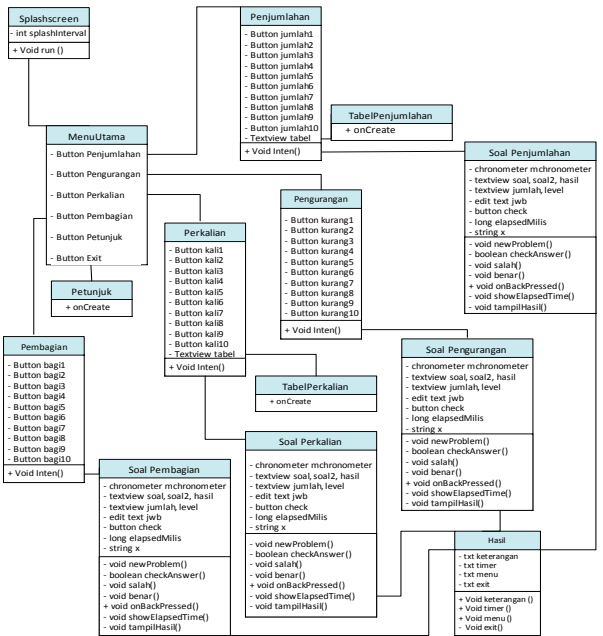 Splashscreen
- int splashInterval
+ Void run ()
MenuUtama
- Button Penjumlahan
- Button Pengurangan
- Button Perkalian
- Button Pembagian
- Button Petunjuk
- Button Exit
Petunjuk
+ onCreate
Penjumlahan
- Button jumlah1
- Button jumlah2
- Button jumlah3
- Button jumlah4
- Button jumlah5
- Button jumlah6
- Button jumlah7
- Button jumlah8
- Button jumlah9
- Button jumlah10
- Textview tabel
+ Void Inten()
TabelPenjumlahan
+ onCreate
Soal Penjumlahan
- chronometer mchronometer
- textview soal, soal2, hasil
- textview jumlah, level
- edit text jwb
- button check
- long elapsedMilis
- string x
- void newProblem()
- boolean checkAnswer()
- void salah()
- void benar()
+ void onBackPressed()
- void showElapsedTime()
- void tampilHasil()
Pengurangan
- Button kurang1
- Button kurang2
- Button kurang3
- Button kurang4
- Button kurang5
- Button kurang6
- Button kurang7
- Button kurang8
- Button kurang9
- Button kurang10
+ Void Inten()
Perkalian
- Button kali1
- Button kali2
- Button kali3
- Button kali4
- Button kali5
- Button kali6
- Button kali7
- Button kali8
- Button kali9
- Button kali10
- Textview tabel
+ Void Inten()
TabelPerkalian
+ onCreate
Pembagian
- Button bagi1
- Button bagi2
- Button bagi3
- Button bagi4
- Button bagi5
- Button bagi6
- Button bagi7
- Button bagi8
- Button bagi9
- Button bagi10
+ Void Inten()
Soal Pengurangan
- chronometer mchronometer
- textview soal, soal2, hasil
- textview jumlah, level
- edit text jwb
- button check
- long elapsedMilis
- string x
- void newProblem()
- boolean checkAnswer()
- void salah()
- void benar()
+ void onBackPressed()
- void showElapsedTime()
- void tampilHasil()
Soal Perkalian
- chronometer mchronometer
- textview soal, soal2, hasil
- textview jumlah, level
- edit text jwb
- button check
- long elapsedMilis
- string x
- void newProblem()
- boolean checkAnswer()
- void salah()
- void benar()
+ void onBackPressed()
- void showElapsedTime()
- void tampilHasil()
Soal Pembagian
- chronometer mchronometer
- textview soal, soal2, hasil
- textview jumlah, level
- edit text jwb
- button check
- long elapsedMilis
- string x
- void newProblem()
- boolean checkAnswer()
- void salah()
- void benar()
+ void onBackPressed()
- void showElapsedTime()
- void tampilHasil()
Hasil
- txt keterangan
- txt timer
- txt menu
- txt exit
+ Void keterangan ()
+ Void timer ()
+ Void menu()
- Void exit()